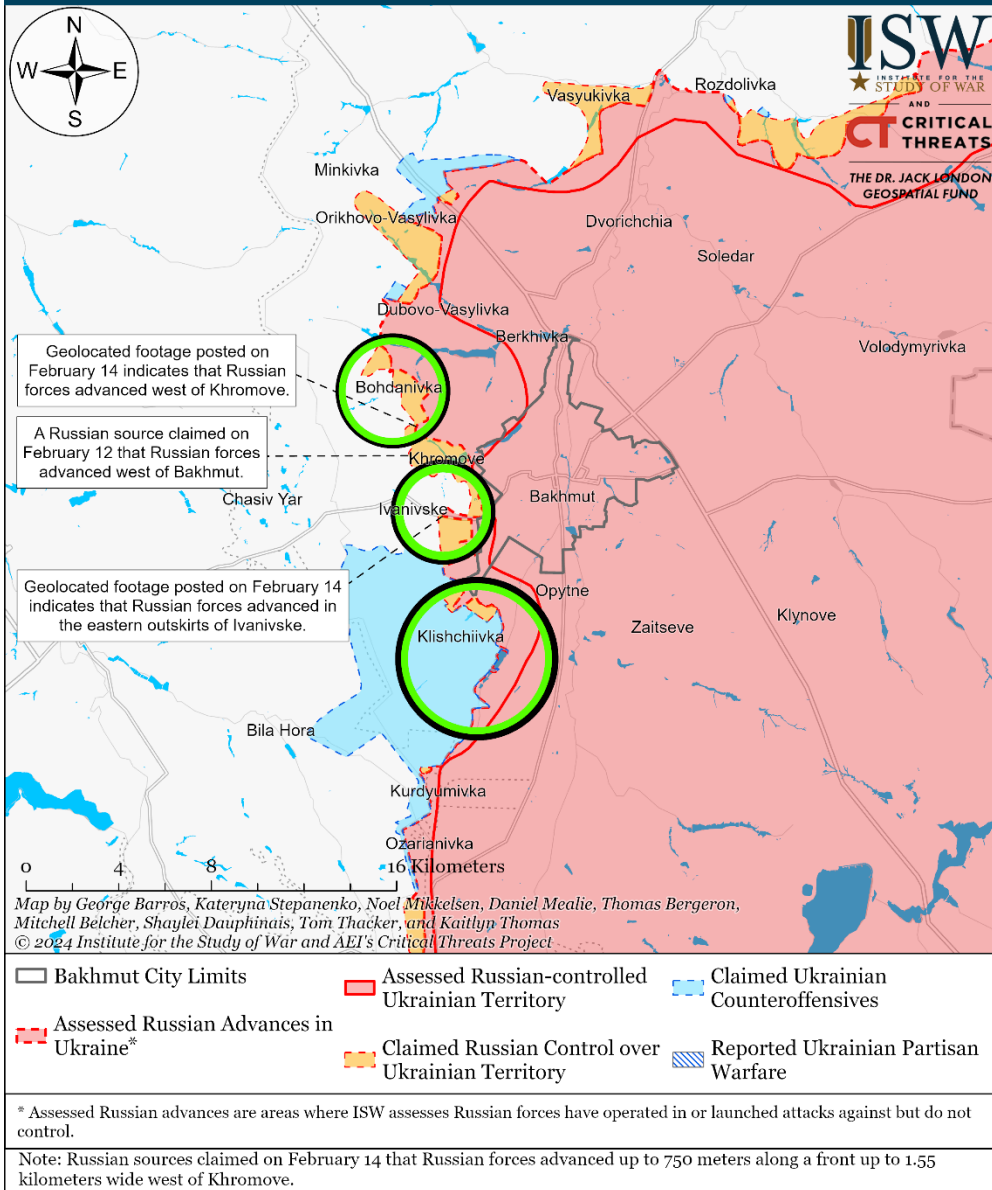 N
W E
S
ISW
INSTITUTE FOR THE
STUDY OF WAR
AND
CT CRITICAL
THREATS
THE DR. JACK LONDON
GEOSPATIAL FUND
Vasyukivka
Rozdolivka
Minkivka
Orikhovo-Vasylivka
Dvorichchia
Soledar
Dubovo-Vasylivka
Berkhivka
Volodymyrivka
Geolocated footage posted on
February 14 indicates that Russian
forces advanced west of Khromove.
Bohdanivka
A Russian source claimed on
February 12 that Russian forces
advanced west of Bakhmut.
Khromove
Chasiv Yar
Ivanivske
Bakhmut
Geolocated footage posted on February 14
indicates that Russian forces advanced in
the eastern outskirts of Ivanivske.
Opytne
Klishchiivka
Zaitseve
Klynove
Bila Hora
Kurdyumivka
Ozarianivka
0 4 8 16 Kilometers
Map by George Barros, Kateryna Stepanenko, Noel Mikkelsen, Daniel Mealie, Thomas Bergeron,
Mitchell Belcher, Shaylei Dauphinais, Tom Thacker, and Kaitlyn Thomas
© 2024 Institute for the Study of War and AEI's Critical Threats Project
Bakhmut City Limits
Assessed Russian Advances in
Ukraine*
Assessed Russian-controlled
Ukrainian Territory
Claimed Russian Control over
Ukrainian Territory
Claimed Ukrainian
Counteroffensives
Reported Ukrainian Partisan
Warfare
* Assessed Russian advances are areas where ISW assesses Russian forces have operated in or launched attacks against but do not
control.
Note: Russian sources claimed on February 14 that Russian forces advanced up to 750 meters along a front up to 1.55
kilometers wide west of Khromove.